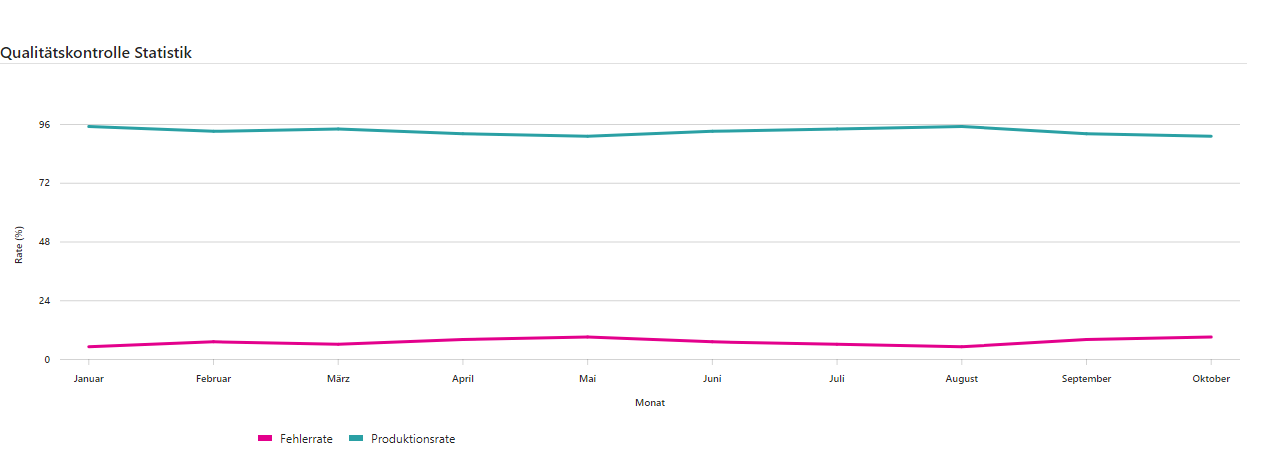 Qualitätskontrolle Statistik
96
72
48
24
0
Rate (%)
Januar Februar März April Mai Juni Juli August September Oktober
Monat
Fehlerrate Produktionsrate